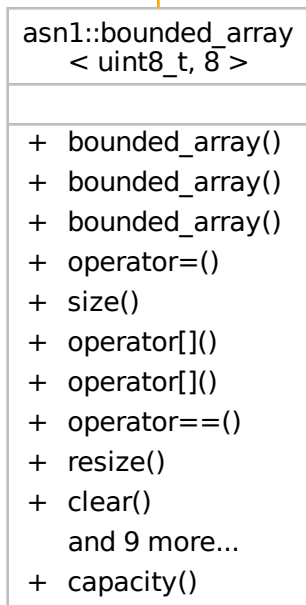 asn1::bounded_array
< uint8_t, 8 >
+ bounded_array()
+ bounded_array()
+ bounded_array()
+ operator=()
+ size()
+ operator[]()
+ operator[]()
+ operator==()
+ resize()
+ clear()
and 9 more...
+ capacity()